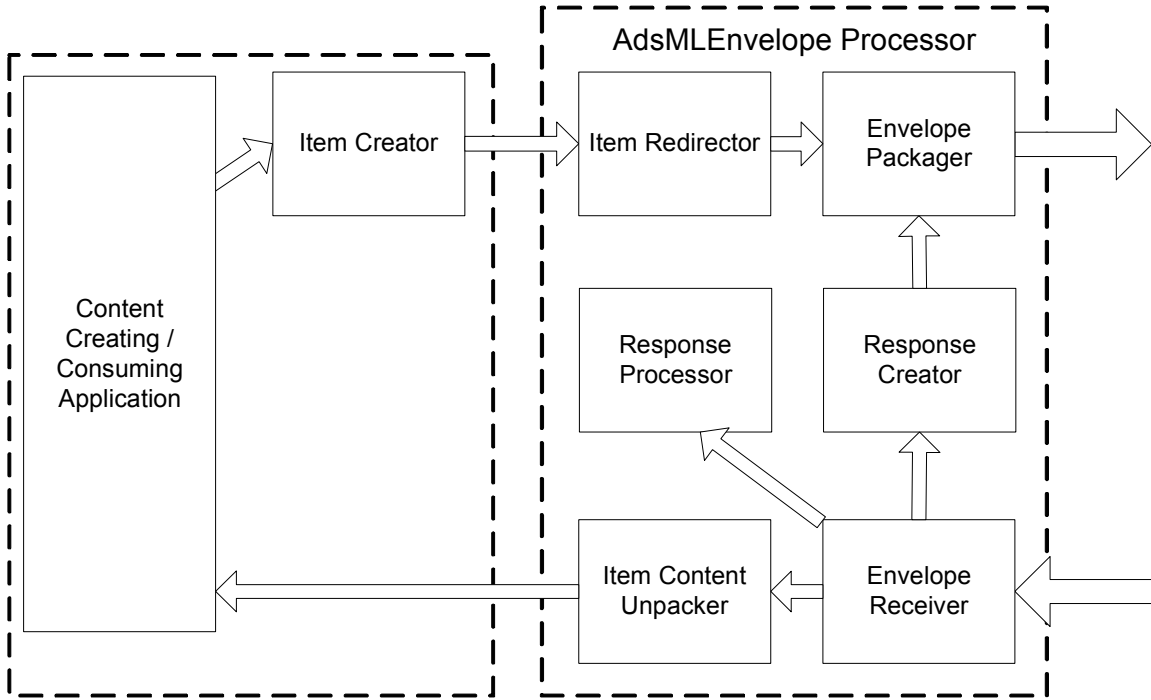 AdsMLEnvelope Processor
Item Creator
Item Redirector
Envelope
Packager
Content
Creating /
Consuming
Application
Response
Processor
Response
Creator
Item Content
Unpacker
Envelope
Receiver